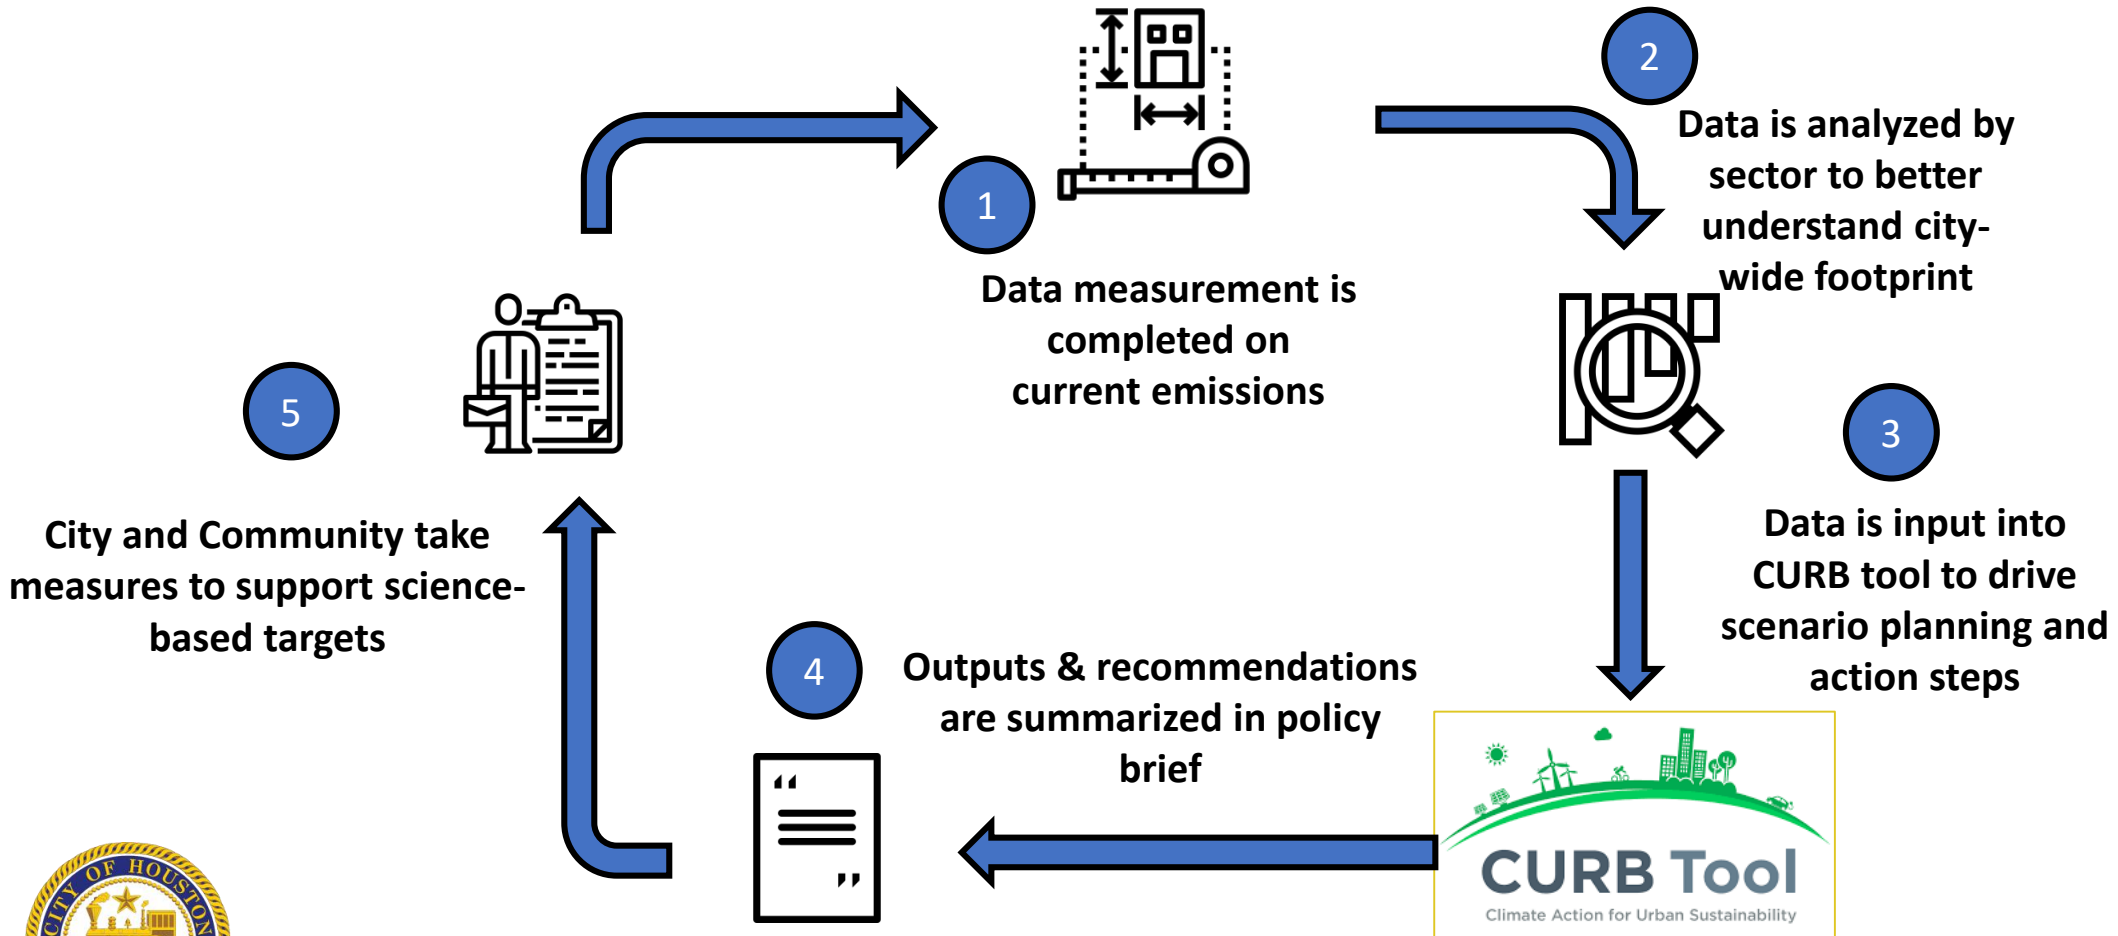 1
Data measurement is
completed on
current emissions
2
Data is analyzed by
sector to better
understand city-
wide footprint
3
Data is input into
CURB tool to drive
scenario planning and
action steps
CURB Tool
Climate Action for Urban Sustainability
4
Outputs & recommendations
are summarized in policy
brief
“
”
5
City and Community take
measures to support science-
based targets
CITY OF HOUSTON